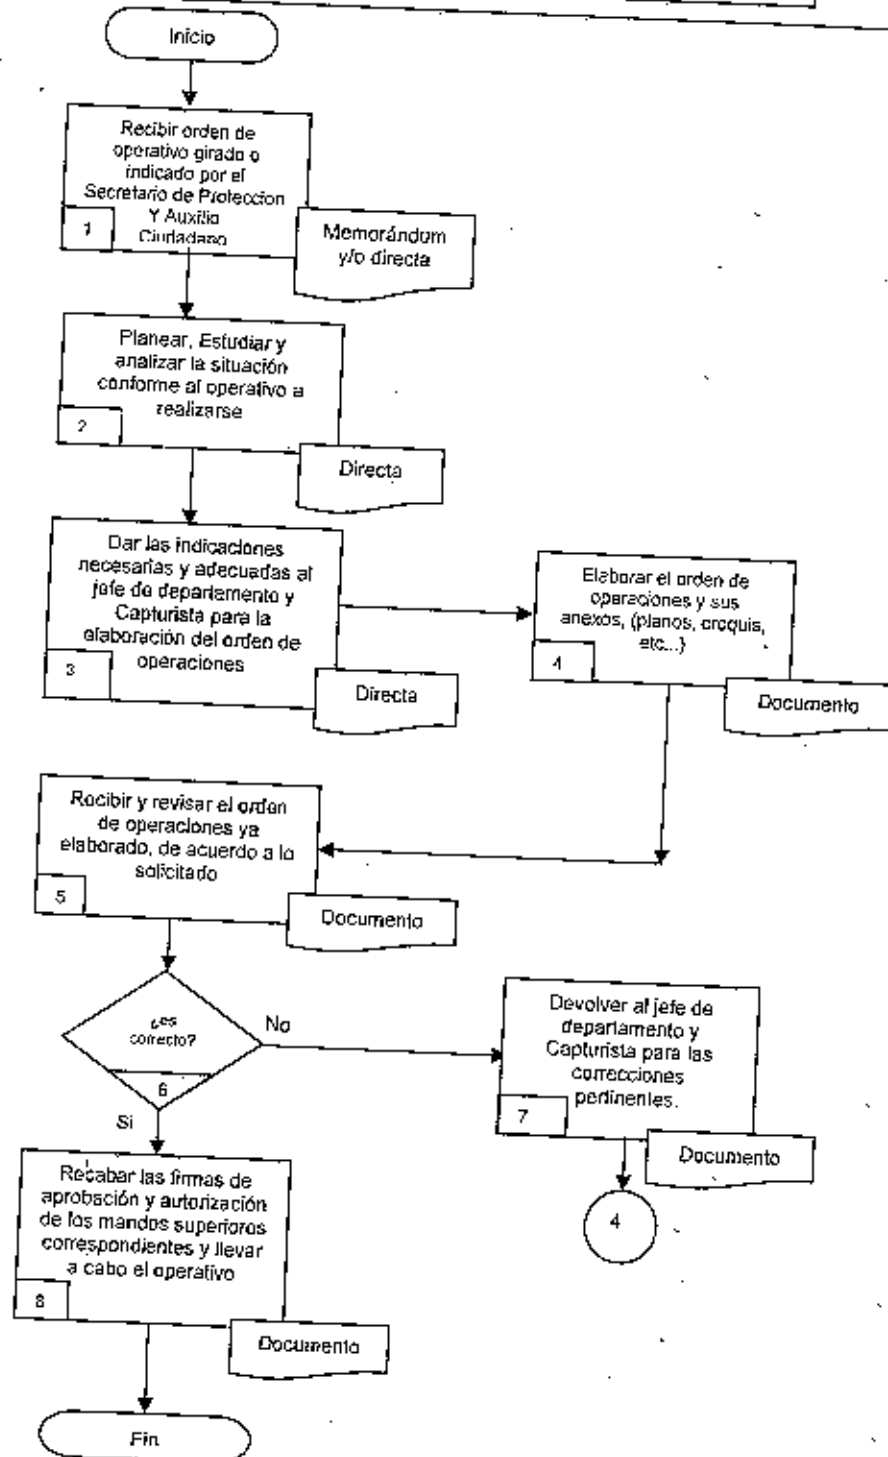 Inicio
Recibir orden de
operativo girado o
indicado por el
Secretario de Proteccion
Y Auxilio
Ciudadano
1
Memorándum
y/o directa
Planear, Estudiar y
analizar la situación
conforme al operativo a
realizarse
2
Directa
Dar las indicaciones
necesarias y adecuadas al
jefe de departamento y
Capturista para la
elaboración del orden de
operaciones
3
Directa
Elaborar el orden de
operaciones y sus
anexos, (planos, croquis,
etc...)
4
Documento
Recibir y revisar el orden
de operaciones ya
elaborado, de acuerdo a lo
solicitado
5
Documento
¿es
correcto?
6
No
Si
Devolver al jefe de
departamento y
Capturista para las
correcciones
pertinentes.
7
Documento
4
Recabar las firmas de
aprobación y autorización
de los mandos superiores
correspondientes y llevar
a cabo el operativo
8
Documento
Fin